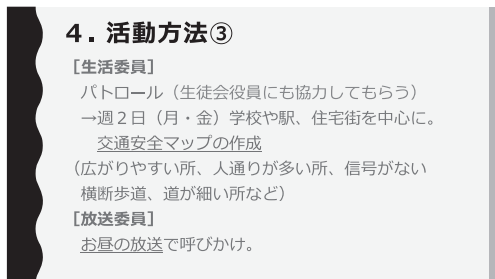 4．活動方法③
［生活委員］
パトロール（生徒会役員にも協力してもらう）
→週２日（月・金）学校や駅、住宅街を中心に。
交通安全マップの作成
（広がりやすい所、人通りが多い所、信号がない
横断歩道、道が細い所など）
［放送委員］
お昼の放送で呼びかけ。